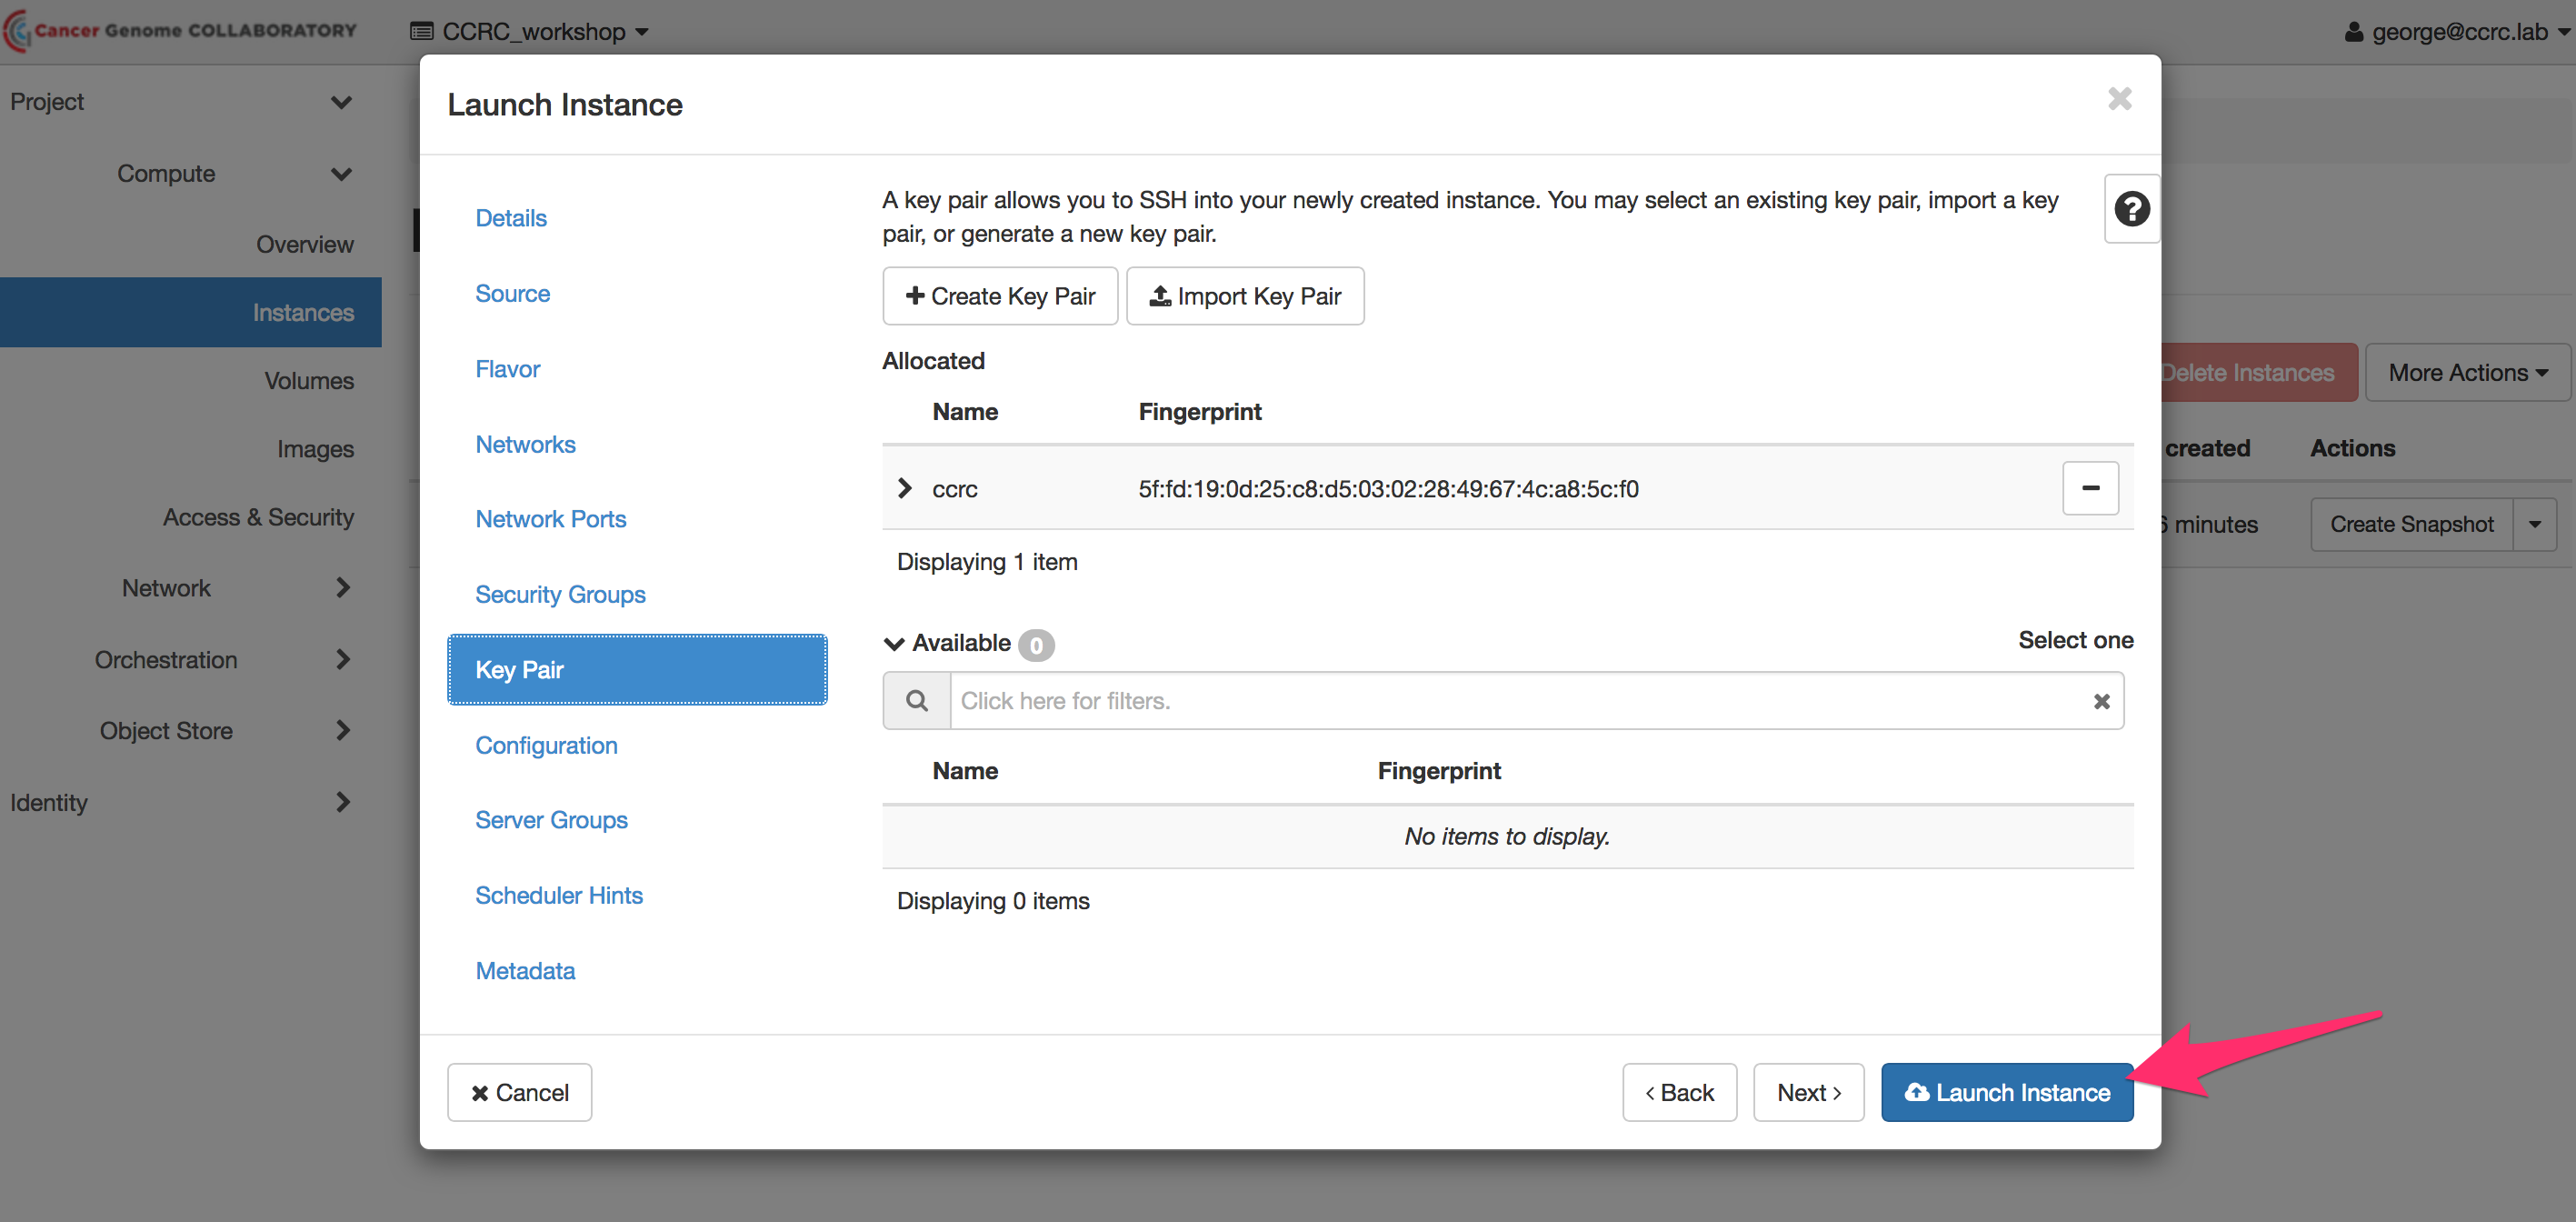 Cancer Genome COLLABORATORY
CCRC_workshop
george@ccrc.lab
Project
Compute
Overview
Instances
Volumes
Images
Access & Security
Network
Orchestration
Object Store
Identity
Launch Instance
Details
Source
Flavor
Networks
Network Ports
Security Groups
Key Pair
Configuration
Server Groups
Scheduler Hints
Metadata
A key pair allows you to SSH into your newly created instance. You may select an existing key pair, import a key
pair, or generate a new key pair.
Create Key Pair
Import Key Pair
Allocated
Name Fingerprint
ccrc 5f:fd:19:0d:25:c8:d5:03:02:28:49:67:4c:a8:5c:f0
Displaying 1 item
Available 0
Select one
Click here for filters.
Name Fingerprint
No items to display.
Displaying 0 items
Cancel
< Back
Next >
Launch Instance
Delete Instances
More Actions
created Actions
6 minutes
Create Snapshot